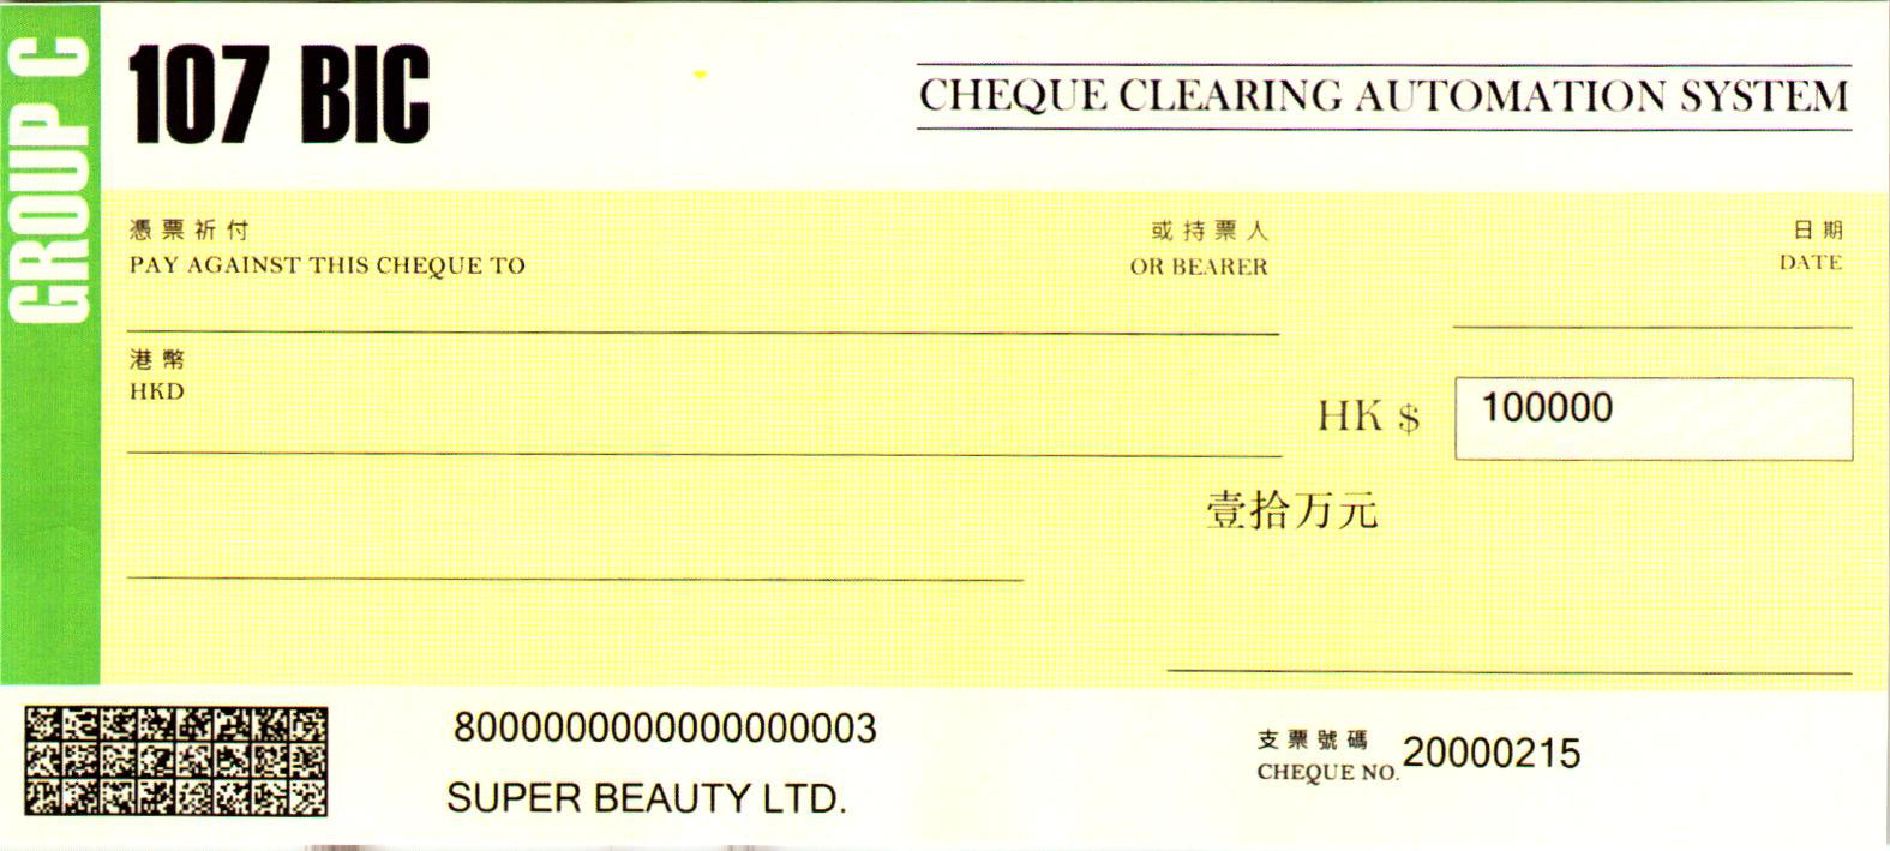 GROUP C
107 BIC
CHEQUE CLEARING AUTOMATION SYSTEM
憑票祈付
或持票人
日期
PAY AGAINST THIS CHEQUE TO
OR BEARER
DATE
港幣
HKD
HK $ 100000
壹拾万元
8000000000000000003
支票號碼
CHEQUE NO. 20000215
SUPER BEAUTY LTD.